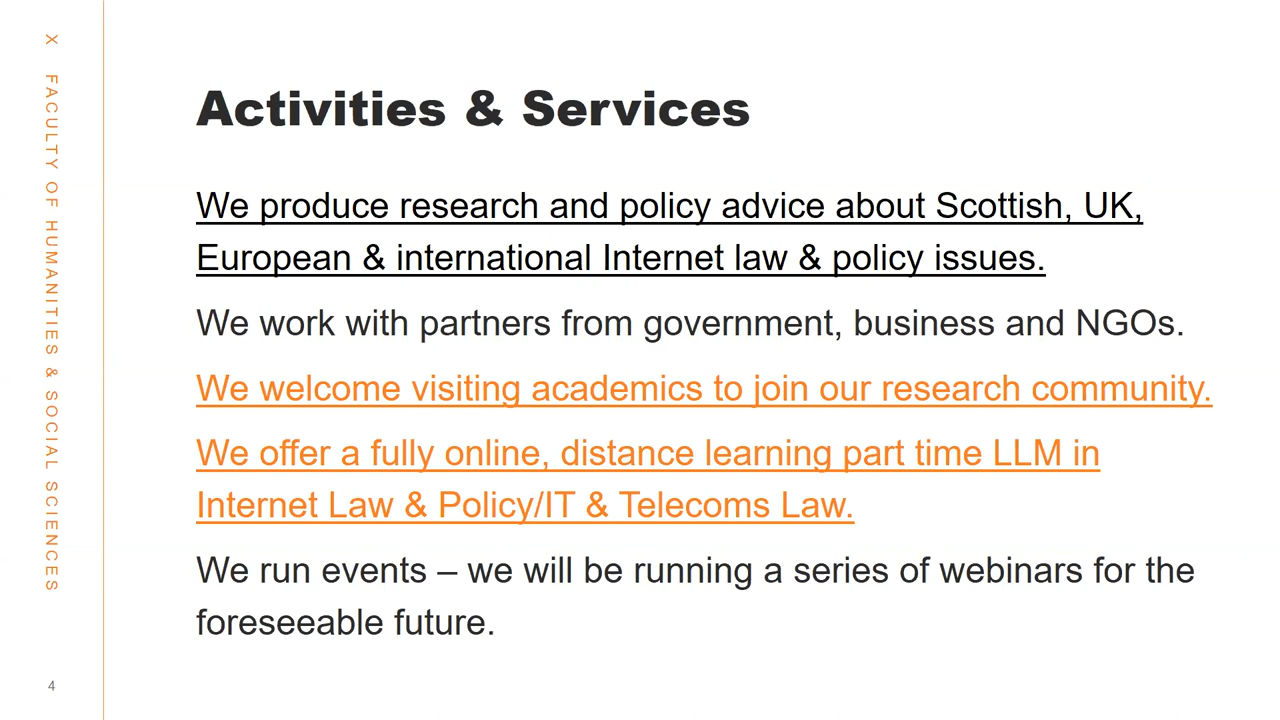 X FACULTY OF HUMANITIES & SOCIAL SCIENCES
Activities & Services
We produce research and policy advice about Scottish, UK,
European & international Internet law & policy issues.
We work with partners from government, business and NGOs.
We welcome visiting academics to join our research community.
We offer a fully online, distance learning part time LLM in
Internet Law & Policy/IT & Telecoms Law.
We run events – we will be running a series of webinars for the
foreseeable future.
4